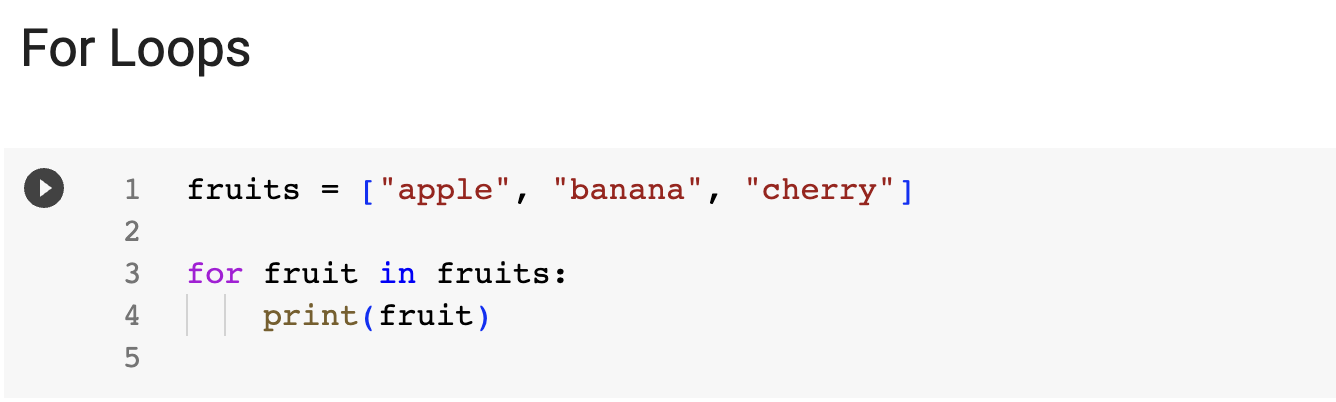 For Loops
1 fruits = ["apple", "banana", "cherry"]
2
3 for fruit in fruits:
4     print(fruit)
5